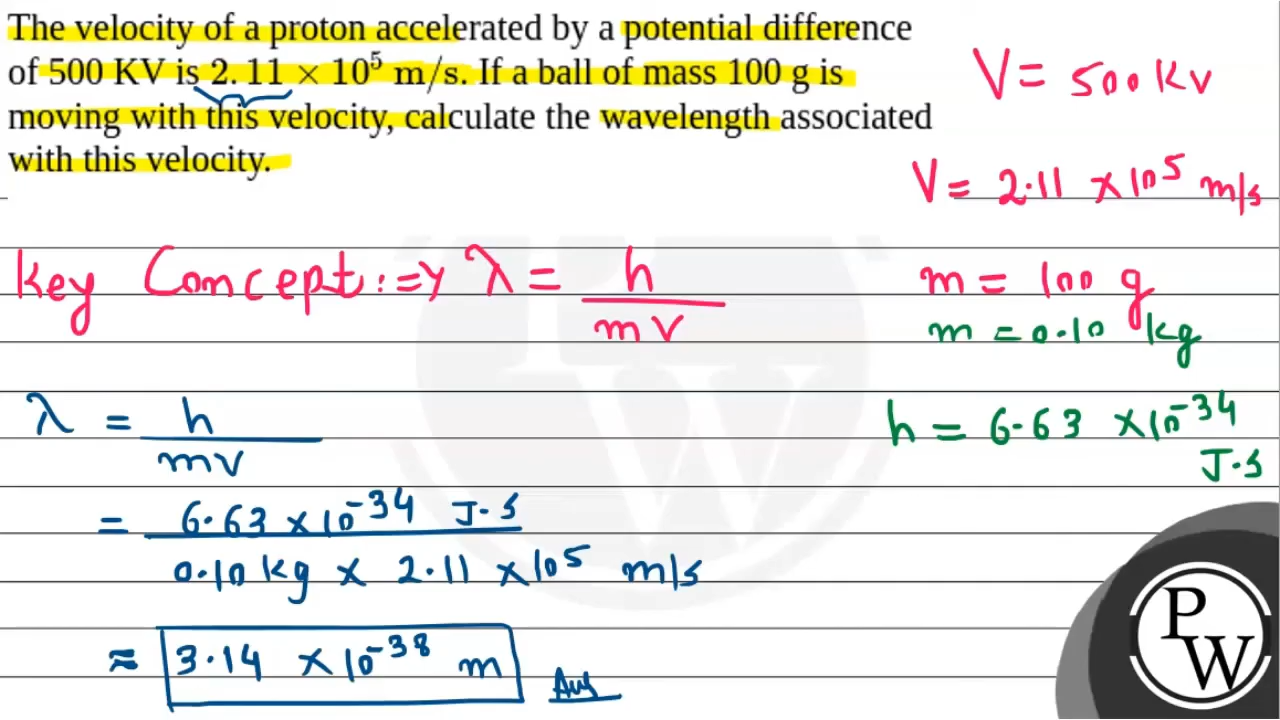 The velocity of a proton accelerated by a potential difference
of 500 KV is 2.11 × 10⁵ m/s. If a ball of mass 100 g is
moving with this velocity, calculate the wavelength associated
with this velocity.
V = 500 KV
V = 2.11 × 10⁵ m/s
m = 100 g
m = 0.10 kg
h = 6.63 × 10⁻³⁴
J.s
Key Concept :=> λ = h / mv
λ = h / mv
= 6.63 × 10⁻³⁴ J.s
0.10 kg × 2.11 × 10⁵ m/s
≈ 3.14 × 10⁻³⁸ m Ans
P
W